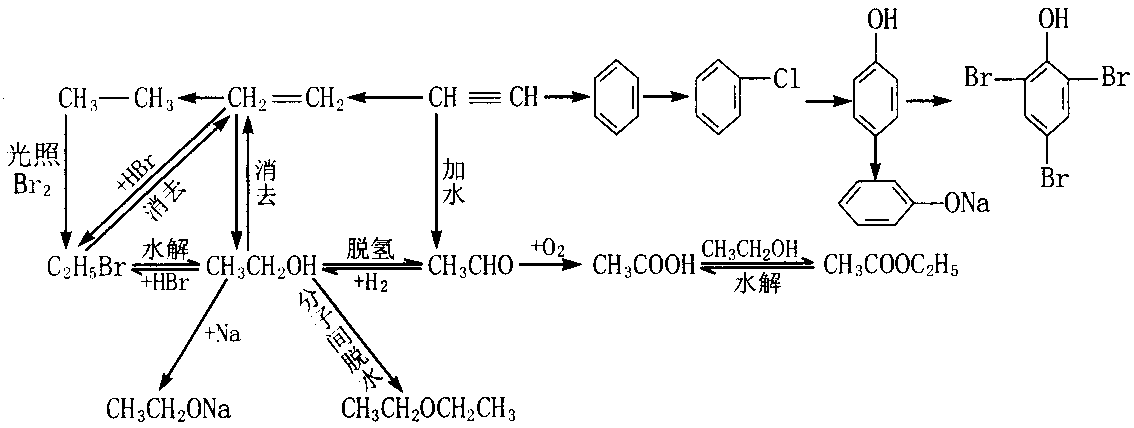 OH
OH
Cl
Br
Br
CH₃—CH₃
CH₂=CH₂
CH≡CH
光照
Br₂
+HBr
消去
消去
加水
Br
ONa
C₂H₅Br
水解
+HBr
CH₃CH₂OH
脱氢
+H₂
CH₃CHO
+O₂
CH₃COOH
CH₃CH₂OH
水解
CH₃COOC₂H₅
+Na
分子间脱水
CH₃CH₂ONa
CH₃CH₂OCH₂CH₃